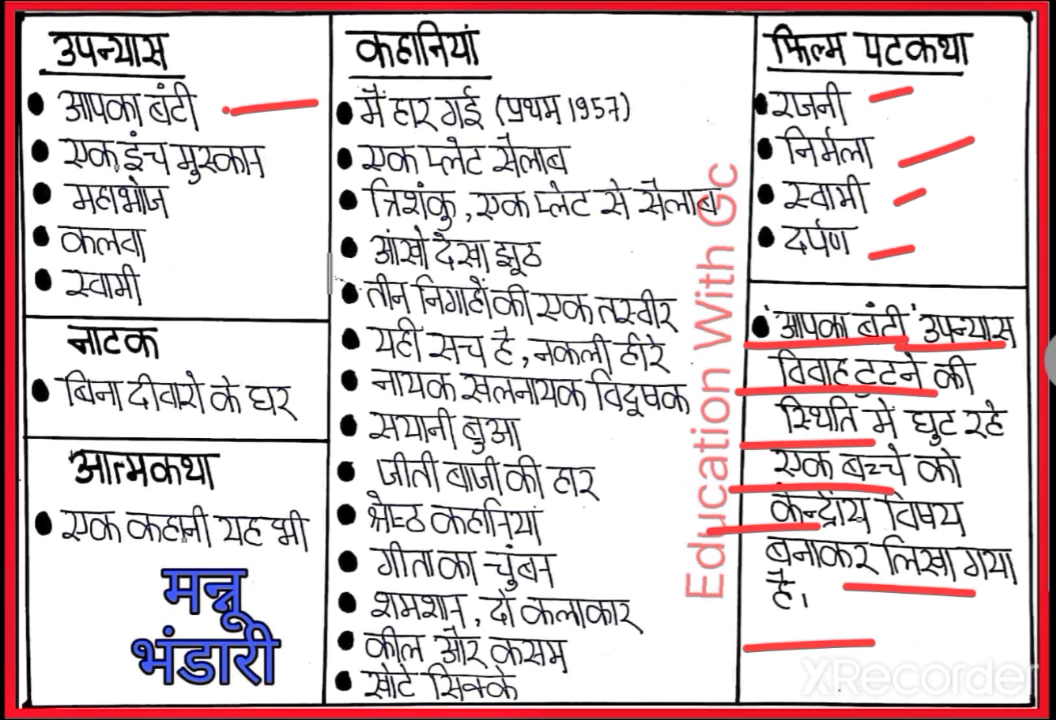 उपन्यास
• आपका बंटी
• एक इंच मुस्कान
• महाभोज
• कलवा
• स्वामी
नाटक
• बिना दीवारो के घर
आत्मकथा
• एक कहानी यह भी
मन्नू
भंडारी
कहानियां
• मैं हार गई (प्रथम 1957)
• एक प्लेट सैलाब
• त्रिशंकु, एक प्लेट से सैलाब
• आंखो देखा झूठ
• तीन निगाहों की एक तस्वीर
• यही सच है, नकली हीरे
• नायक खलनायक विदूषक
• सयानी बुआ
• जीती बाजी की हार
• श्रेष्ठ कहानियां
• गीता का चुंबन
• शमशान, दो कलाकार
• कील और कसम
• खोटे सिक्के
Education With Gc
फिल्म पटकथा
• रजनी
• निर्मला
• स्वामी
• दर्पण
• 'आपका बंटी' उपन्यास
विवाह टूटने की
स्थिति में घुट रहे
एक बच्चे को
केन्द्रीय विषय
बनाकर लिखा गया
है।
XRecorder